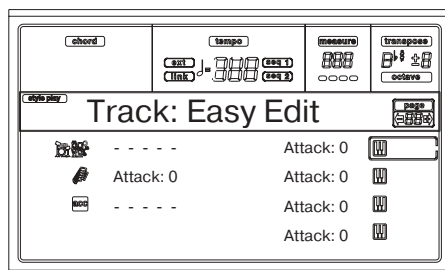 chord tempo measure transpose
ext seq 1
link seq 2
octave
style play
Track: Easy Edit
page
- - - - - Attack: 0
Attack: 0 Attack: 0
acc - - - - - Attack: 0
Attack: 0